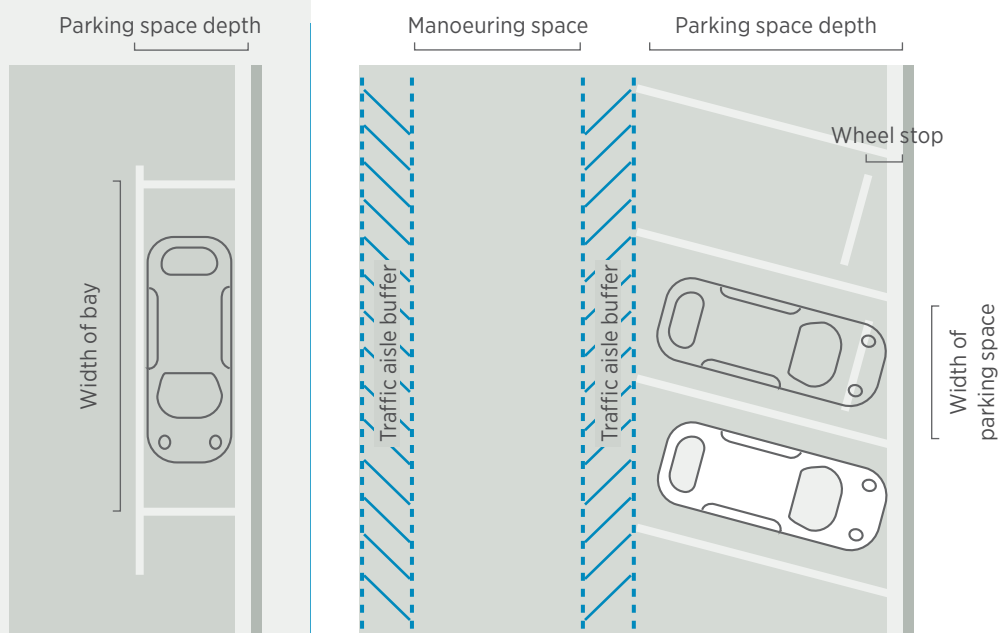 Parking space depth
Width of bay
Manoeuring space
Parking space depth
Wheel stop
Traffic aisle buffer
Traffic aisle buffer
Width of
parking space